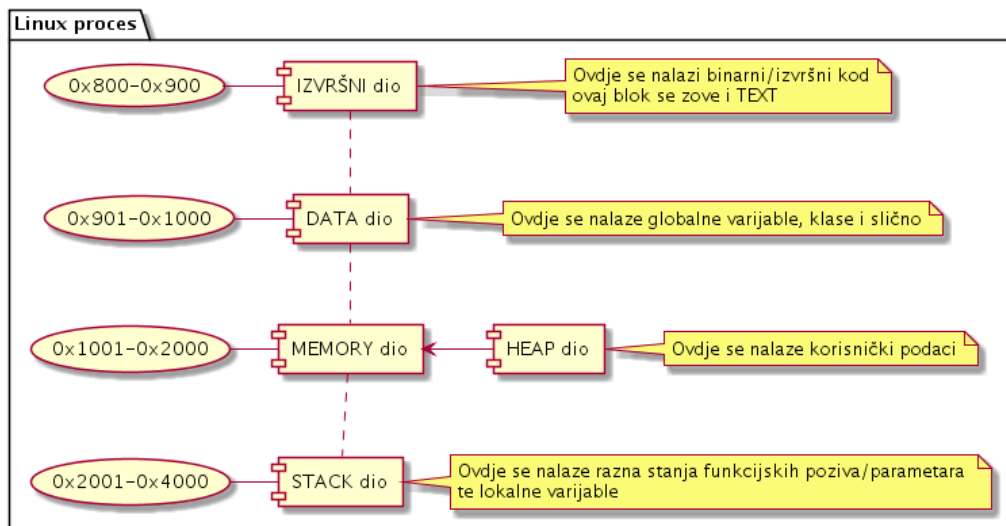 Linux proces
0x800-0x900
IZVRŠNI dio
Ovdje se nalazi binarni/izvršni kod
ovaj blok se zove i TEXT
0x901-0x1000
DATA dio
Ovdje se nalaze globalne varijable, klase i slično
0x1001-0x2000
MEMORY dio
HEAP dio
Ovdje se nalaze korisnički podaci
0x2001-0x4000
STACK dio
Ovdje se nalaze razna stanja funkcijskih poziva/parametara
te lokalne varijable